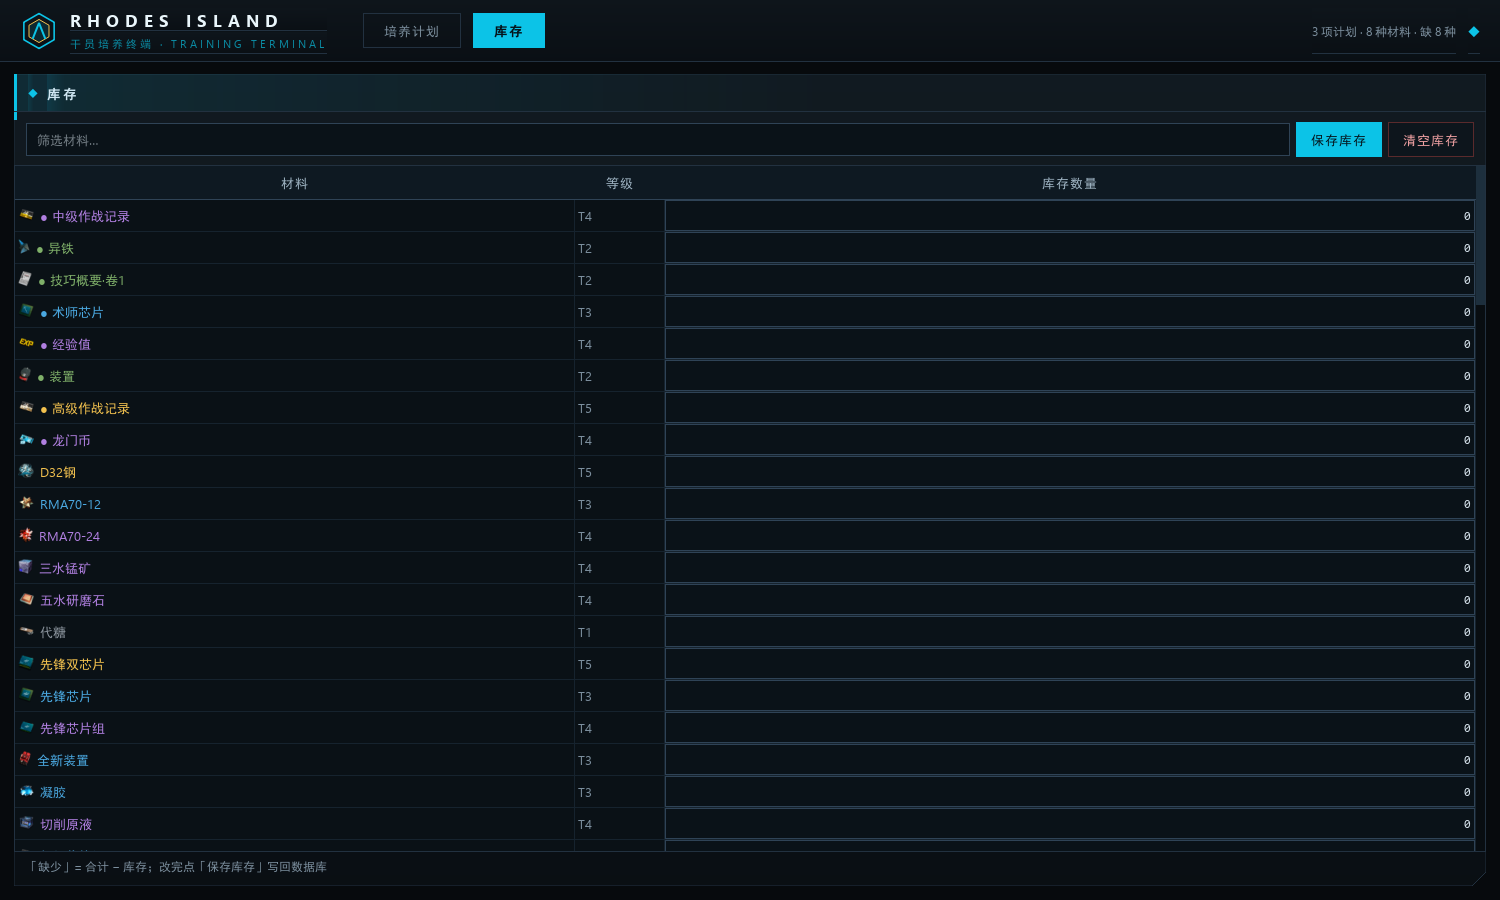 RHODES ISLAND
干员培养终端 · TRAINING TERMINAL
培养计划
库存
3 项计划 · 8 种材料 · 缺 8 种
库存
筛选材料...
保存库存
清空库存
材料 等级 库存数量
中级作战记录 T4 0
异铁 T2 0
技巧概要·卷1 T2 0
术师芯片 T3 0
EXP 经验值 T4 0
装置 T2 0
高级作战记录 T5 0
龙门币 T4 0
D32钢 T5 0
RMA70-12 T3 0
RMA70-24 T4 0
三水锰矿 T4 0
五水研磨石 T4 0
代糖 T1 0
先锋双芯片 T5 0
先锋芯片 T3 0
先锋芯片组 T4 0
全新装置 T3 0
凝胶 T3 0
切削原液 T4 0
「缺少」= 合计 − 库存；改完点「保存库存」写回数据库